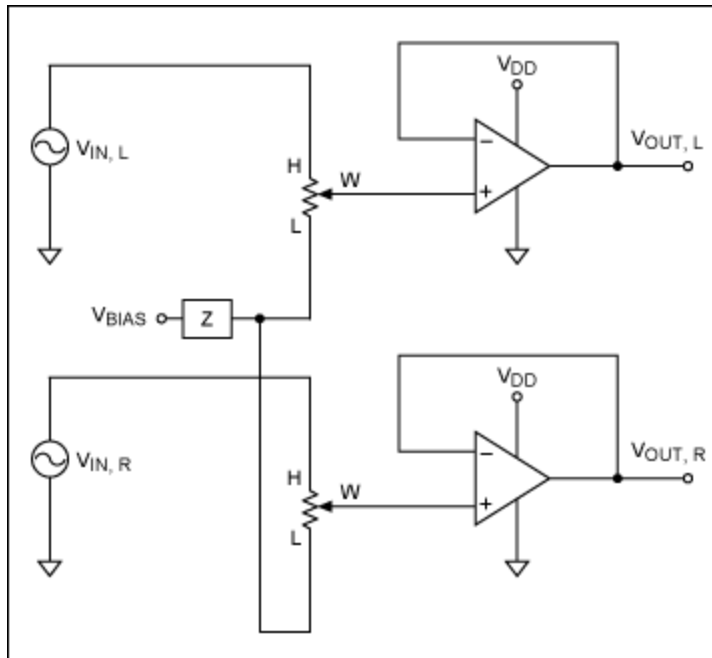 VDD
VOUT, L
VIN, L
H
W
L
−
+
VBIAS
Z
VDD
VOUT, R
VIN, R
H
W
L
−
+